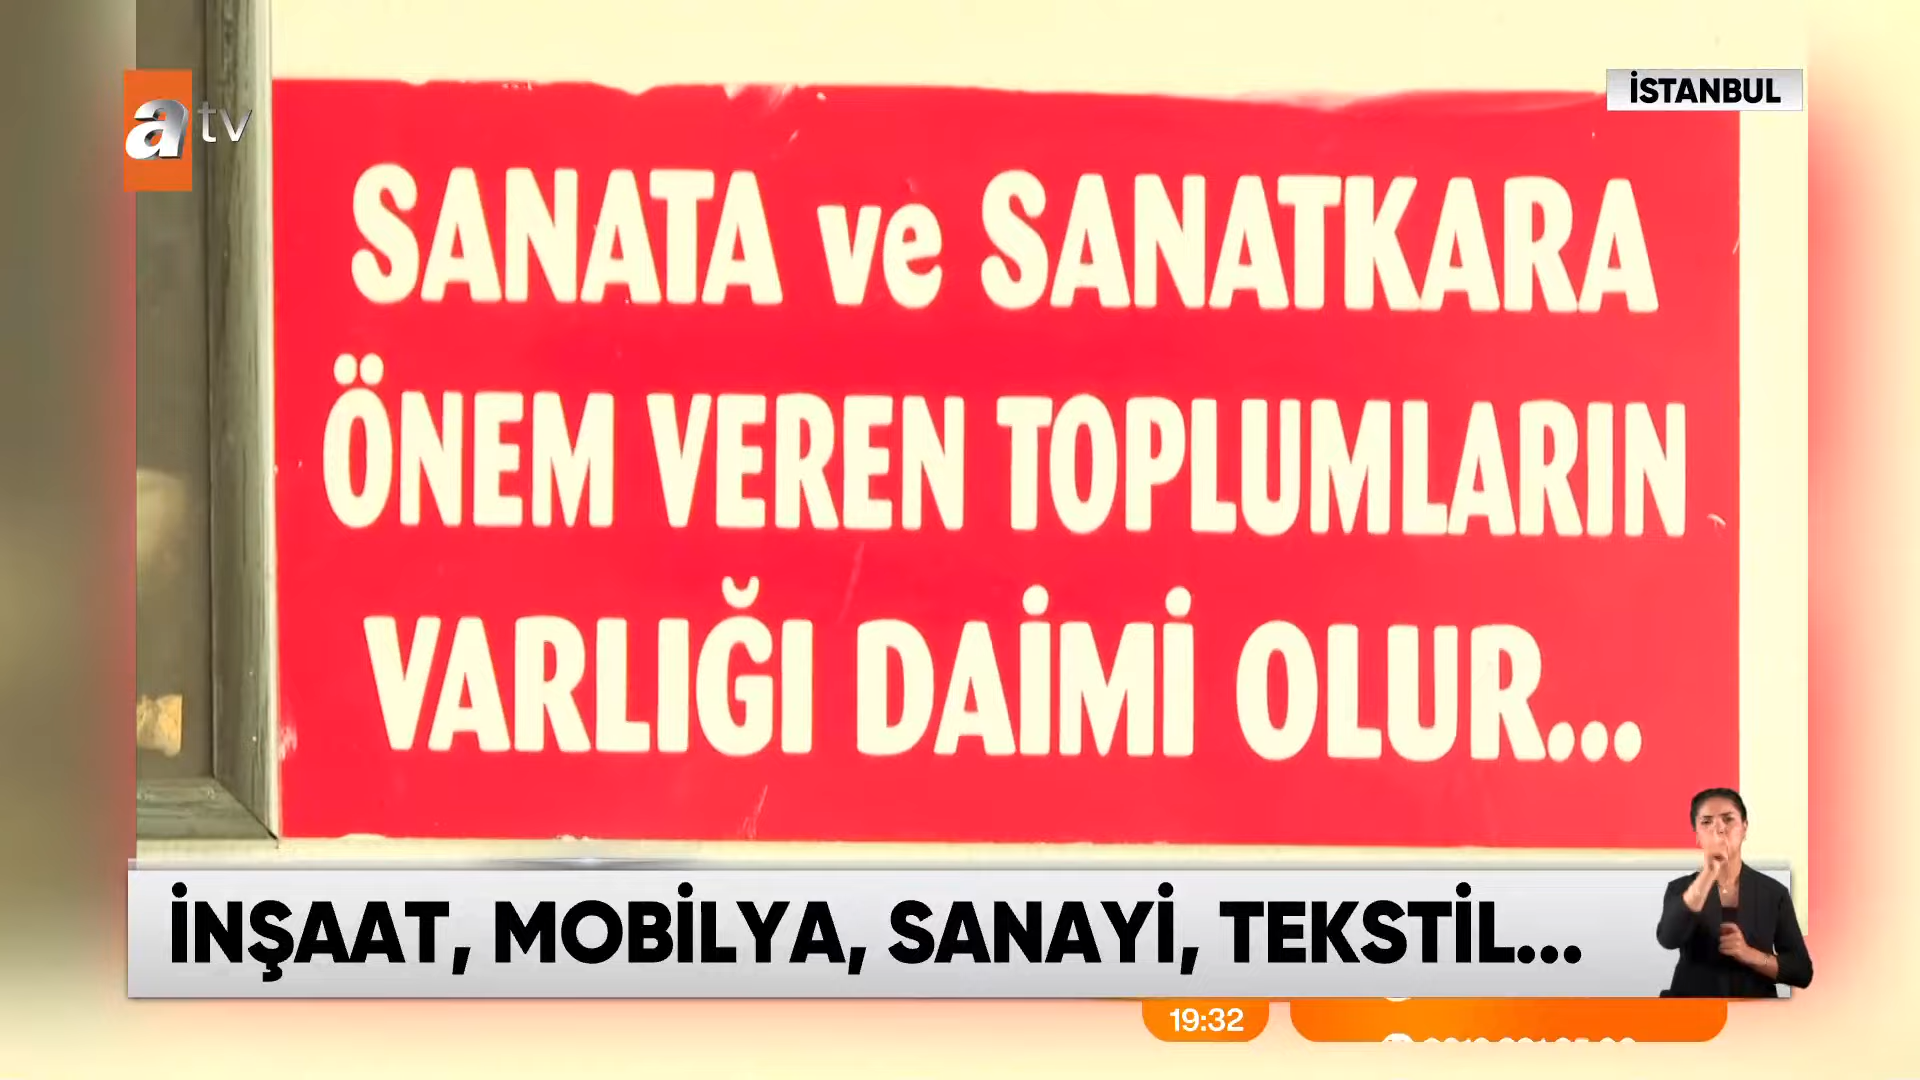 atv
İSTANBUL
SANATA ve SANATKARA
ÖNEM VEREN TOPLUMLARIN
VARLIĞI DAİMİ OLUR...
İNŞAAT, MOBİLYA, SANAYİ, TEKSTİL...
19:32